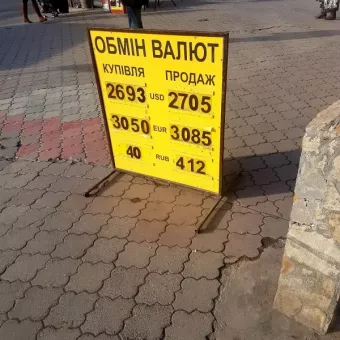 ОБМІН ВАЛЮТ
КУПІВЛЯ ПРОДАЖ
2693 USD 2705
3050 EUR 3085
40 RUB 412